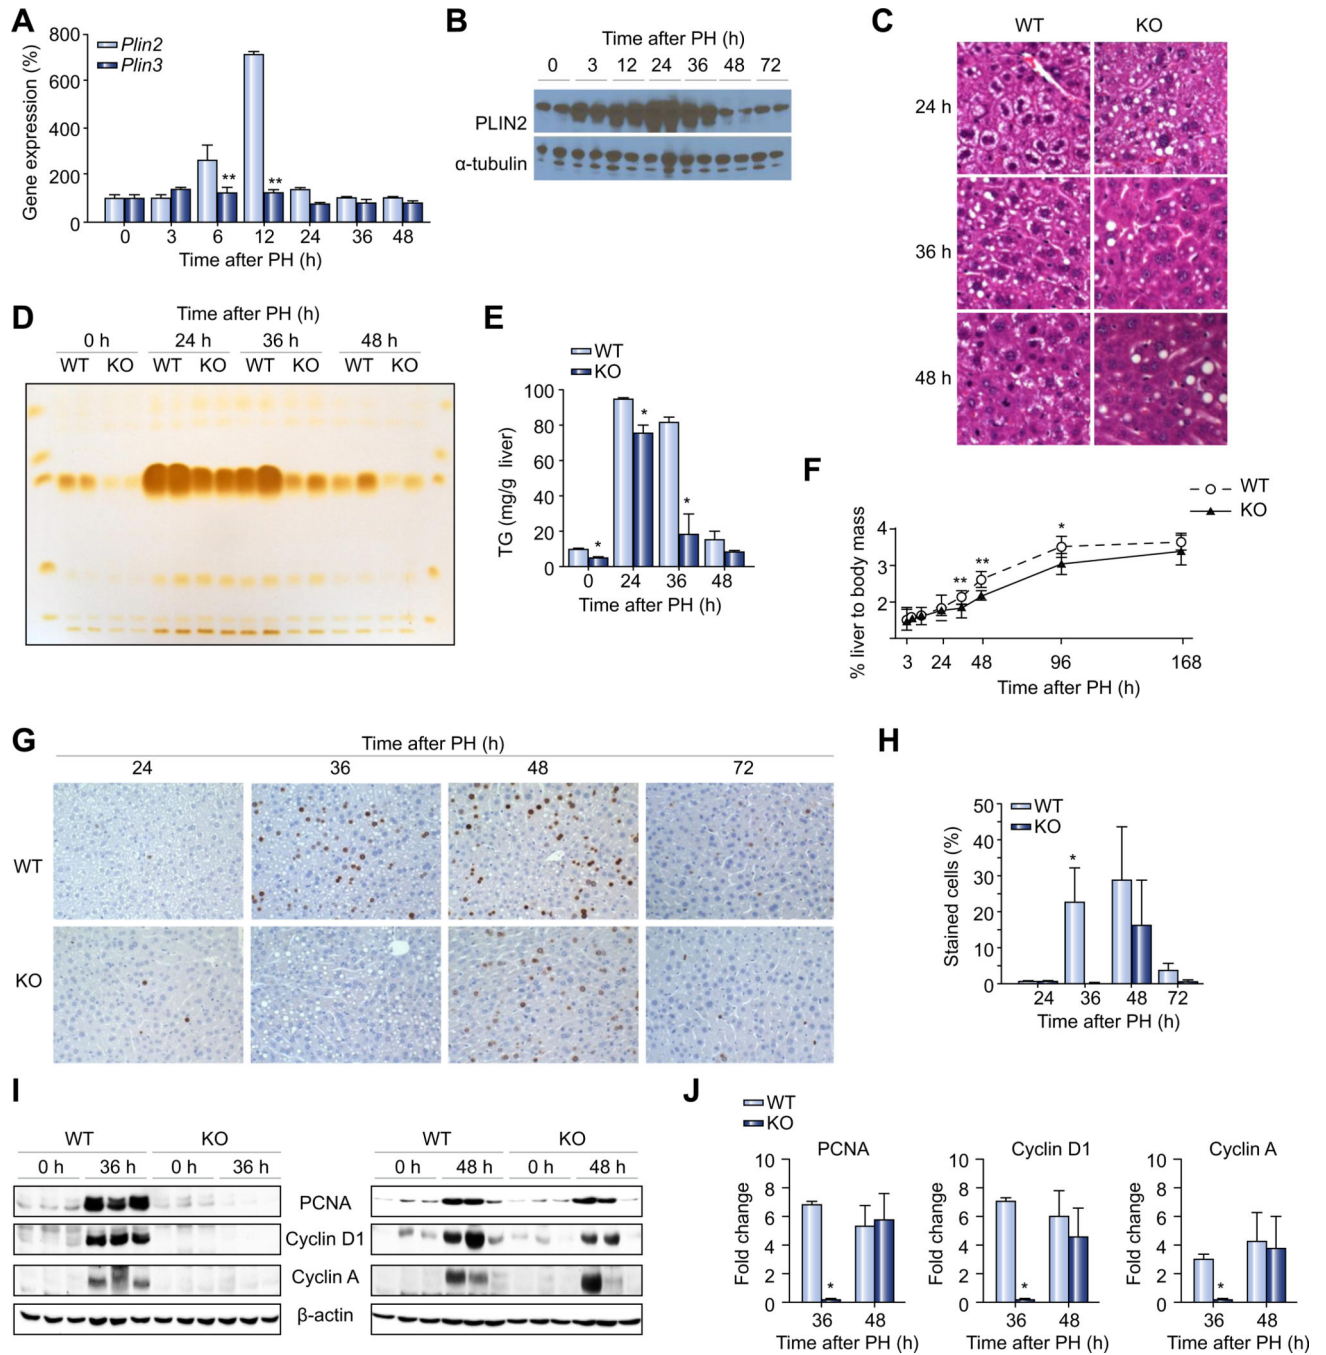 A
Gene expression (%)
800
600
400
200
0
Plin2
Plin3
**
**
0 3 6 12 24 36 48
Time after PH (h)
B
Time after PH (h)
0 3 12 24 36 48 72
PLIN2
α-tubulin
C
WT KO
24 h
36 h
48 h
D
Time after PH (h)
0 h 24 h 36 h 48 h
WT KO WT KO WT KO WT KO
E
WT
KO
TG (mg/g liver)
100
80
60
40
20
0
*
*
*
0 24 36 48
Time after PH (h)
F
WT
KO
% liver to body mass
4
3
2
**
**
*
3 24 48 96 168
Time after PH (h)
G
Time after PH (h)
24 36 48 72
WT
KO
H
Stained cells (%)
50
40
30
20
10
0
WT
KO
*
24 36 48 72
Time after PH (h)
I
WT KO
0 h 36 h 0 h 36 h
WT KO
0 h 48 h 0 h 48 h
PCNA
Cyclin D1
Cyclin A
β-actin
J
WT
KO
PCNA
Fold change
10
8
6
4
2
0
*
36 48
Time after PH (h)
Cyclin D1
Fold change
10
8
6
4
2
0
*
36 48
Time after PH (h)
Cyclin A
Fold change
10
8
6
4
2
0
*
36 48
Time after PH (h)